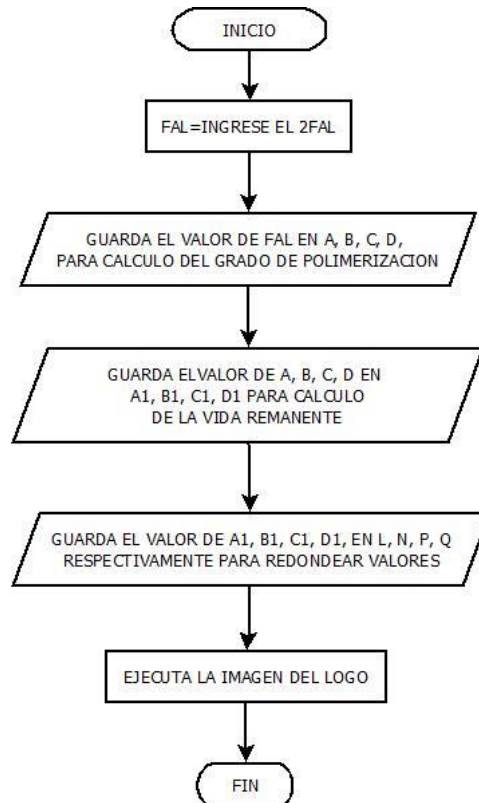 INICIO
FAL=INGRESE EL 2FAL
GUARDA EL VALOR DE FAL EN A, B, C, D,
PARA CALCULO DEL GRADO DE POLIMERIZACION
GUARDA ELVALOR DE A, B, C, D EN
A1, B1, C1, D1 PARA CALCULO
DE LA VIDA REMANENTE
GUARDA EL VALOR DE A1, B1, C1, D1, EN L, N, P, Q
RESPECTIVAMENTE PARA REDONDEAR VALORES
EJECUTA LA IMAGEN DEL LOGO
FIN